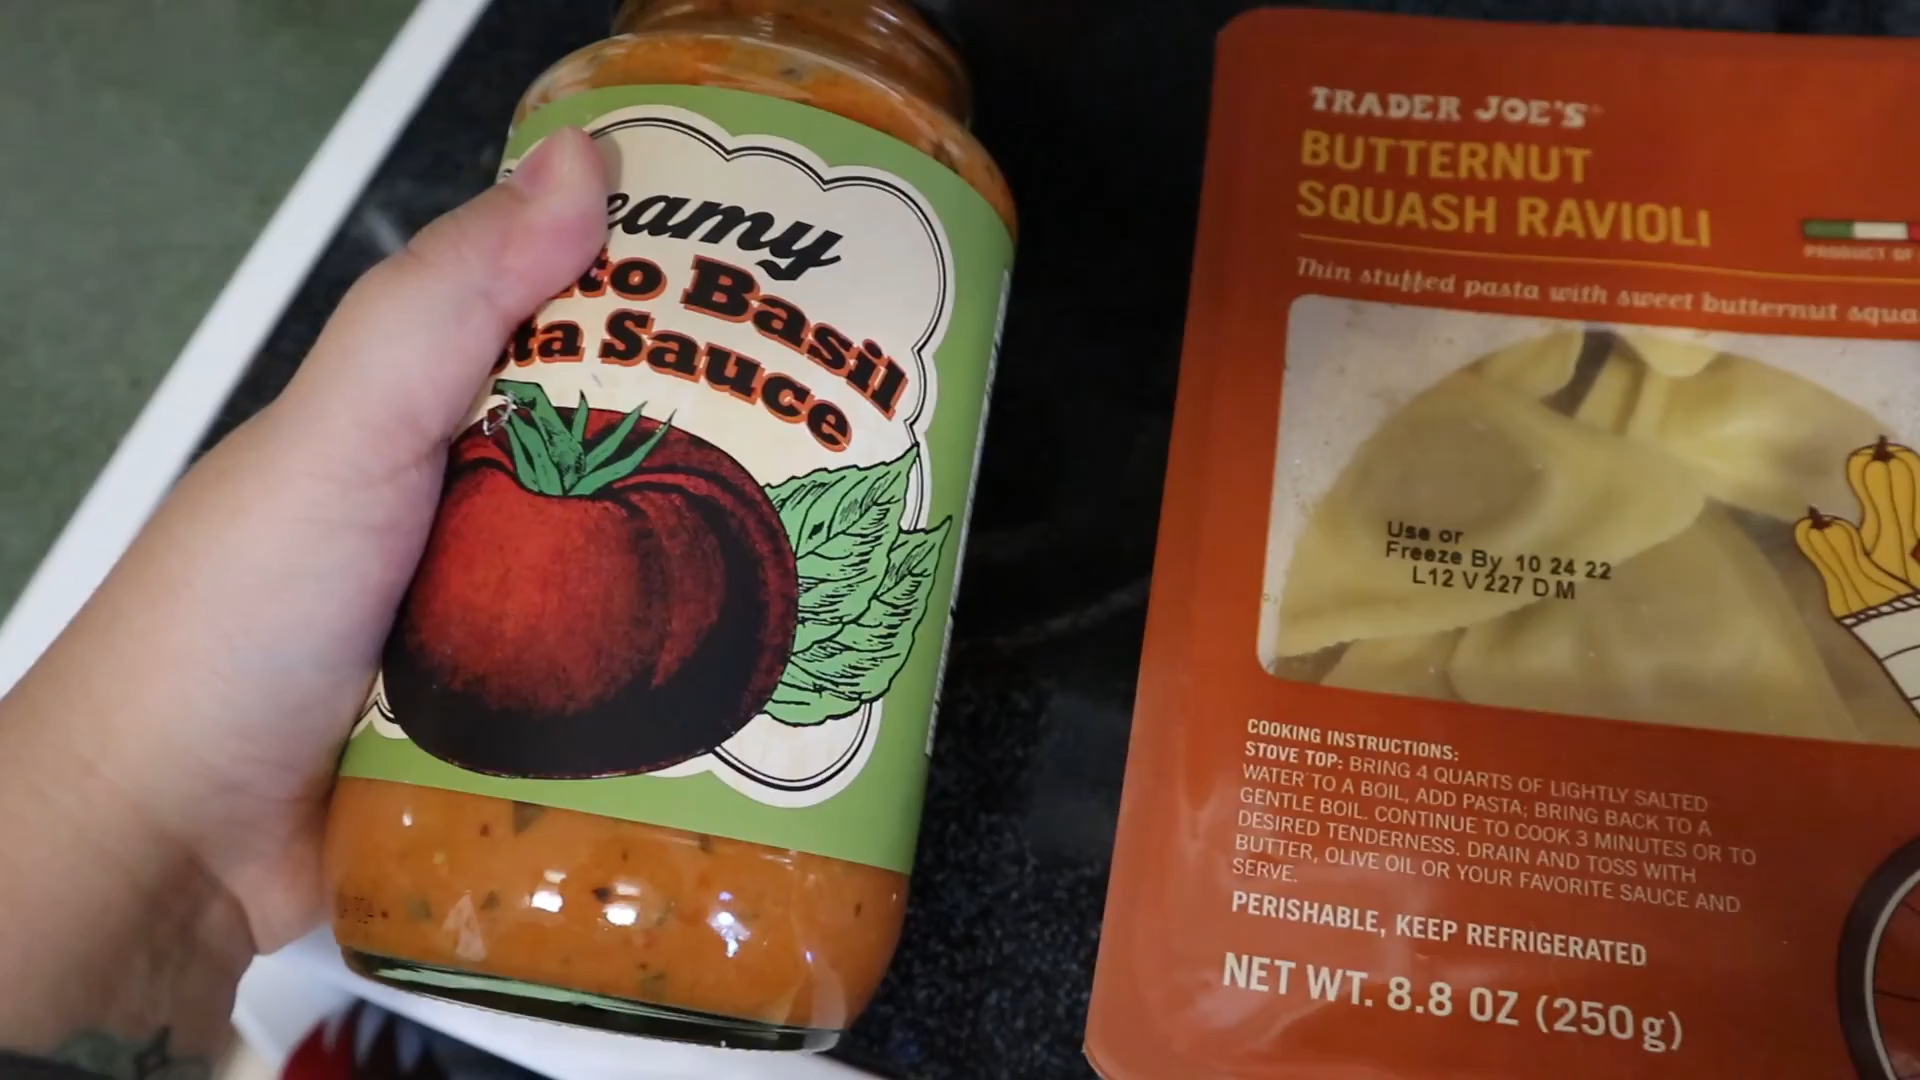 eamy
to Basil
ta Sauce
TRADER JOE'S
BUTTERNUT
SQUASH RAVIOLI
PRODUCT OF
Thin stuffed pasta with sweet butternut squa
Use or
Freeze By 10 24 22
L12 V 227 D M
COOKING INSTRUCTIONS:
STOVE TOP: BRING 4 QUARTS OF LIGHTLY SALTED
WATER TO A BOIL, ADD PASTA; BRING BACK TO A
GENTLE BOIL. CONTINUE TO COOK 3 MINUTES OR TO
DESIRED TENDERNESS. DRAIN AND TOSS WITH
BUTTER, OLIVE OIL OR YOUR FAVORITE SAUCE AND
SERVE.
PERISHABLE, KEEP REFRIGERATED
NET WT. 8.8 OZ (250g)